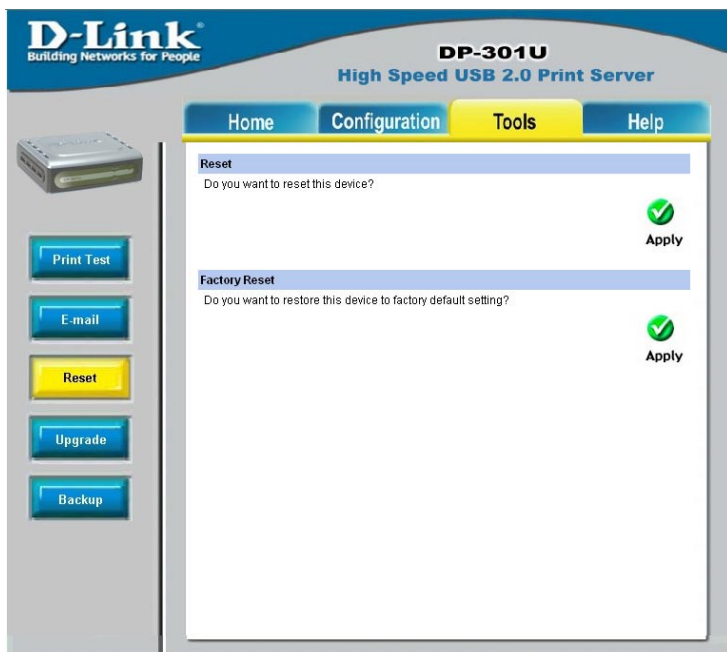 D-Link
Building Networks for People
DP-301U
High Speed USB 2.0 Print Server
Home Configuration Tools Help
Print Test
E-mail
Reset
Upgrade
Backup
Reset
Do you want to reset this device?
Apply
Factory Reset
Do you want to restore this device to factory default setting?
Apply